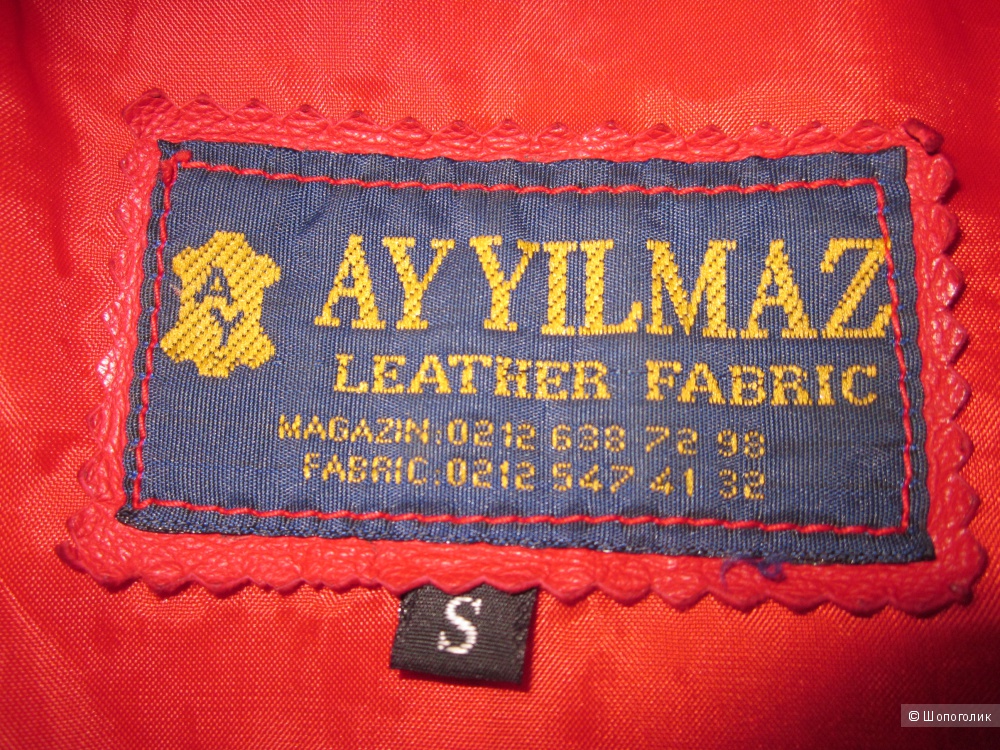 AY
AY YILMAZ
LEATHER FABRIC
MAGAZIN:0212 638 72 98
FABRIC:0212 547 41 32
S
© Шопоголик